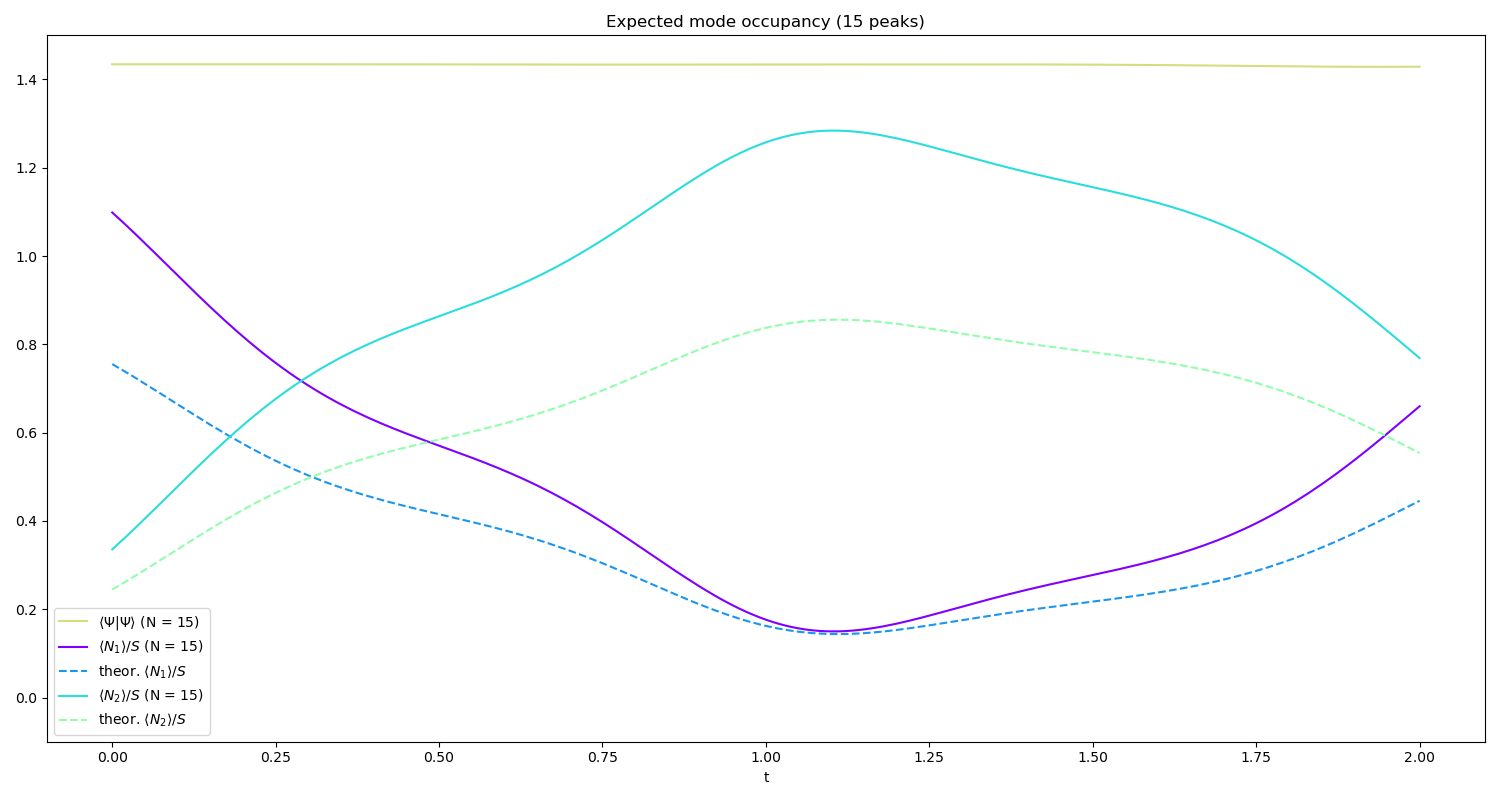 Expected mode occupancy (15 peaks)
1.4
1.2
1.0
0.8
0.6
0.4
0.2
0.0
⟨Ψ|Ψ⟩ (N = 15)
⟨N₁⟩/S (N = 15)
theor. ⟨N₁⟩/S
⟨N₂⟩/S (N = 15)
theor. ⟨N₂⟩/S
0.00 0.25 0.50 0.75 1.00 1.25 1.50 1.75 2.00
t